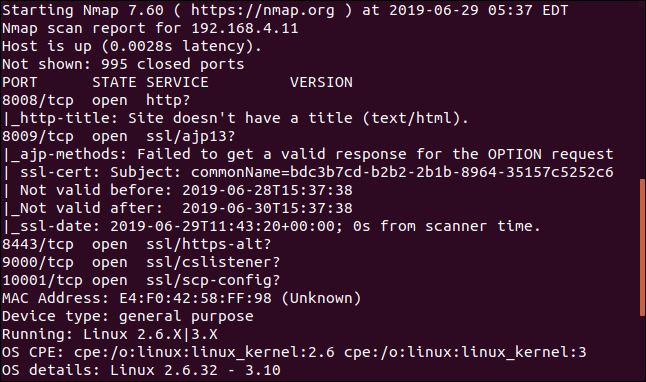 Starting Nmap 7.60 ( https://nmap.org ) at 2019-06-29 05:37 EDT
Nmap scan report for 192.168.4.11
Host is up (0.0028s latency).
Not shown: 995 closed ports
PORT      STATE SERVICE         VERSION
8008/tcp  open  http?
|_http-title: Site doesn't have a title (text/html).
8009/tcp  open  ssl/ajp13?
|_ajp-methods: Failed to get a valid response for the OPTION request
| ssl-cert: Subject: commonName=bdc3b7cd-b2b2-2b1b-8964-35157c5252c6
| Not valid before: 2019-06-28T15:37:38
|_Not valid after:  2019-06-30T15:37:38
|_ssl-date: 2019-06-29T11:43:20+00:00; 0s from scanner time.
8443/tcp  open  ssl/https-alt?
9000/tcp  open  ssl/cslistener?
10001/tcp open  ssl/scp-config?
MAC Address: E4:F0:42:58:FF:98 (Unknown)
Device type: general purpose
Running: Linux 2.6.X|3.X
OS CPE: cpe:/o:linux:linux_kernel:2.6 cpe:/o:linux:linux_kernel:3
OS details: Linux 2.6.32 - 3.10